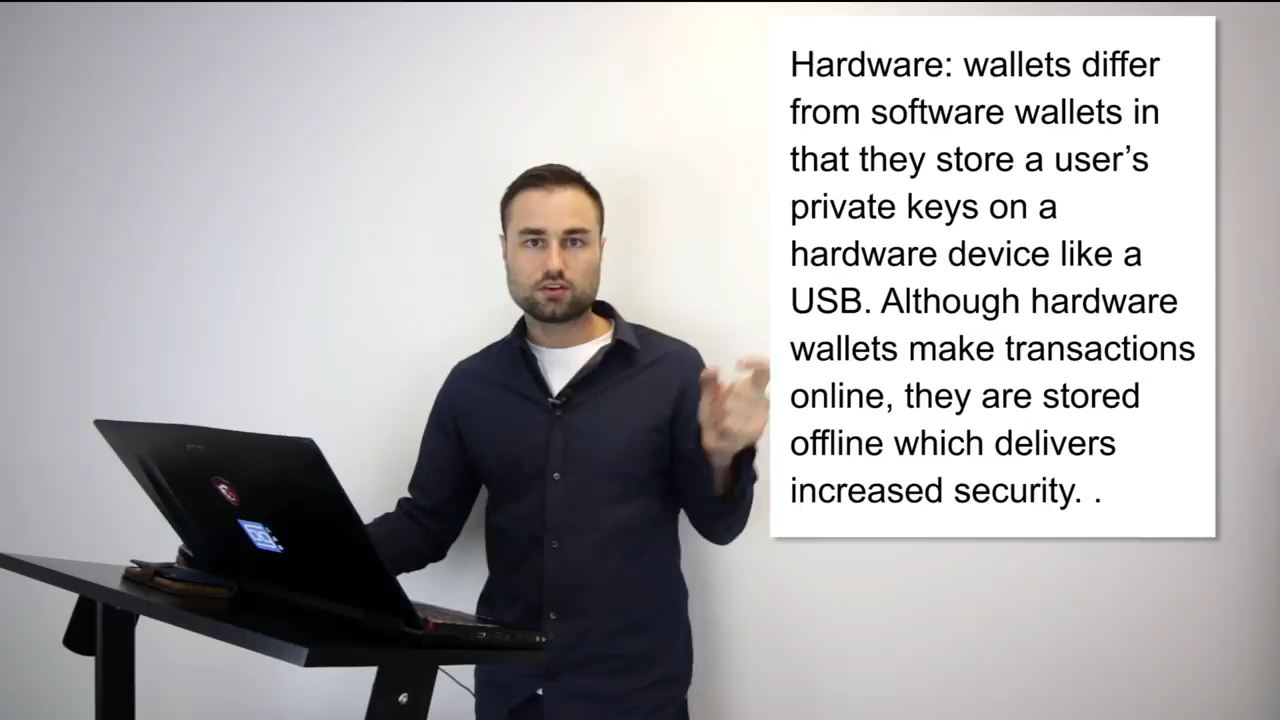 Hardware: wallets differ
from software wallets in
that they store a user’s
private keys on a
hardware device like a
USB. Although hardware
wallets make transactions
online, they are stored
offline which delivers
increased security. .